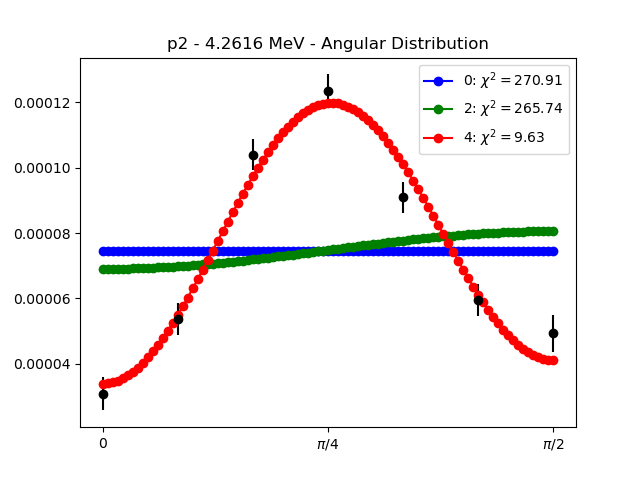 p2 - 4.2616 MeV - Angular Distribution
0: χ² = 270.91
2: χ² = 265.74
4: χ² = 9.63
0.00012
0.00010
0.00008
0.00006
0.00004
0
π/4
π/2